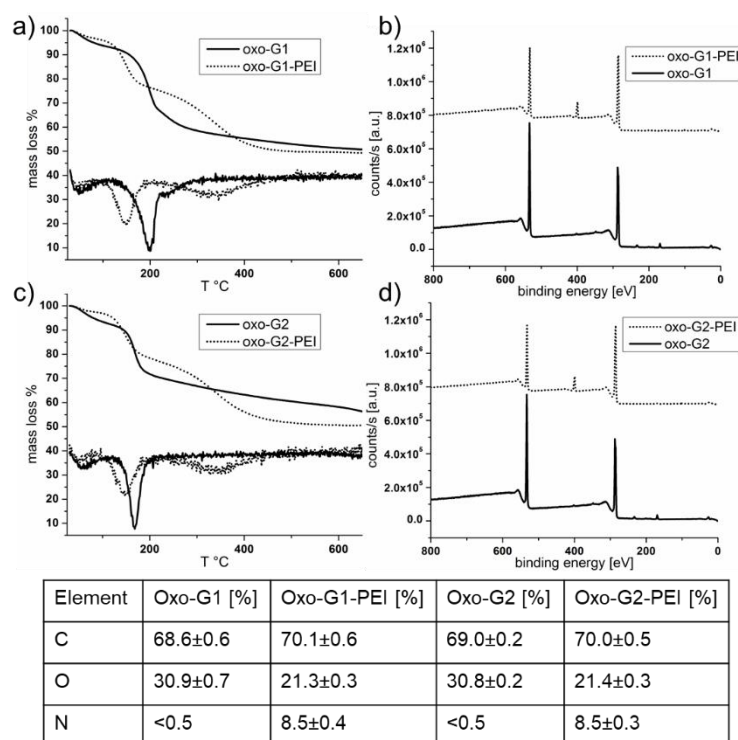 a)
oxo-G1
oxo-G1-PEI
mass loss %
100
90
80
70
60
50
40
30
20
10
200
400
600
T °C
b)
oxo-G1-PEI
oxo-G1
counts/s [a.u.]
1.2x10⁶
1.0x10⁶
8.0x10⁵
6.0x10⁵
4.0x10⁵
2.0x10⁵
0.0
800
600
400
200
0
binding energy [eV]
c)
oxo-G2
oxo-G2-PEI
mass loss %
100
90
80
70
60
50
40
30
20
10
200
400
600
T °C
d)
oxo-G2-PEI
oxo-G2
counts/s [a.u.]
1.2x10⁶
1.0x10⁶
8.0x10⁵
6.0x10⁵
4.0x10⁵
2.0x10⁵
0.0
800
600
400
200
0
binding energy [eV]
Element Oxo-G1 [%] Oxo-G1-PEI [%] Oxo-G2 [%] Oxo-G2-PEI [%]
C 68.6±0.6 70.1±0.6 69.0±0.2 70.0±0.5
O 30.9±0.7 21.3±0.3 30.8±0.2 21.4±0.3
N <0.5 8.5±0.4 <0.5 8.5±0.3